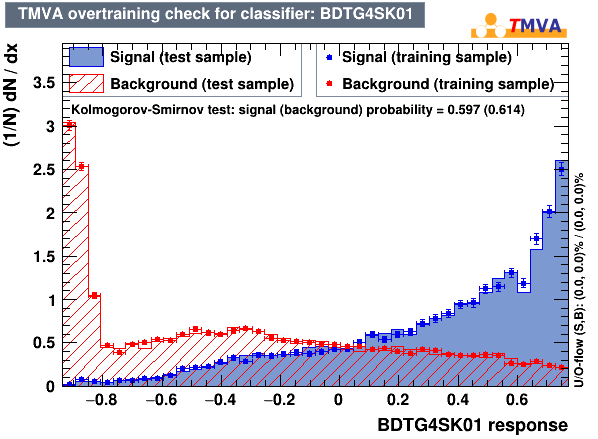 TMVA overtraining check for classifier: BDTG4SK01
TMVA
Signal (test sample)
Background (test sample)
Signal (training sample)
Background (training sample)
Kolmogorov-Smirnov test: signal (background) probability = 0.597 (0.614)
(1/N) dN / dx
3.5
3
2.5
2
1.5
1
0.5
0
−0.8 −0.6 −0.4 −0.2 0 0.2 0.4 0.6
BDTG4SK01 response
U/O-flow (S,B): (0.0, 0.0)% / (0.0, 0.0)%